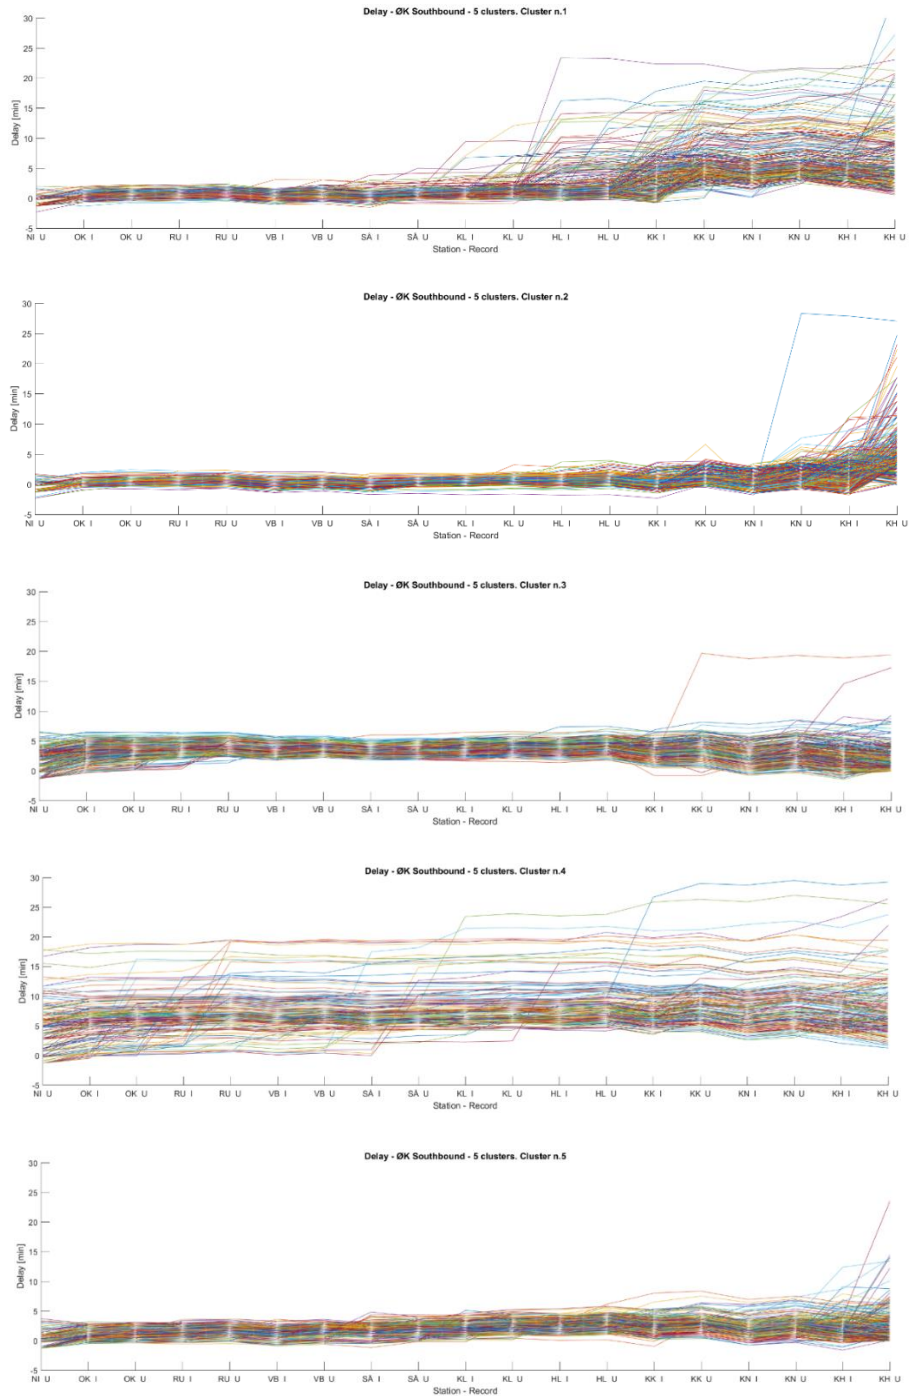 Delay - ØK Southbound - 5 clusters. Cluster n.1
30
25
20
15
10
5
0
-5
Delay [min]
NI U OK I OK U RU I RU U VB I VB U SÅ I SÅ U KL I KL U HL I HL U KK I KK U KN I KN U KH I KH U
Station - Record
Delay - ØK Southbound - 5 clusters. Cluster n.2
30
25
20
15
10
5
0
-5
Delay [min]
NI U OK I OK U RU I RU U VB I VB U SÅ I SÅ U KL I KL U HL I HL U KK I KK U KN I KN U KH I KH U
Station - Record
Delay - ØK Southbound - 5 clusters. Cluster n.3
30
25
20
15
10
5
0
-5
Delay [min]
NI U OK I OK U RU I RU U VB I VB U SÅ I SÅ U KL I KL U HL I HL U KK I KK U KN I KN U KH I KH U
Station - Record
Delay - ØK Southbound - 5 clusters. Cluster n.4
30
25
20
15
10
5
0
-5
Delay [min]
NI U OK I OK U RU I RU U VB I VB U SÅ I SÅ U KL I KL U HL I HL U KK I KK U KN I KN U KH I KH U
Station - Record
Delay - ØK Southbound - 5 clusters. Cluster n.5
30
25
20
15
10
5
0
-5
Delay [min]
NI U OK I OK U RU I RU U VB I VB U SÅ I SÅ U KL I KL U HL I HL U KK I KK U KN I KN U KH I KH U
Station - Record